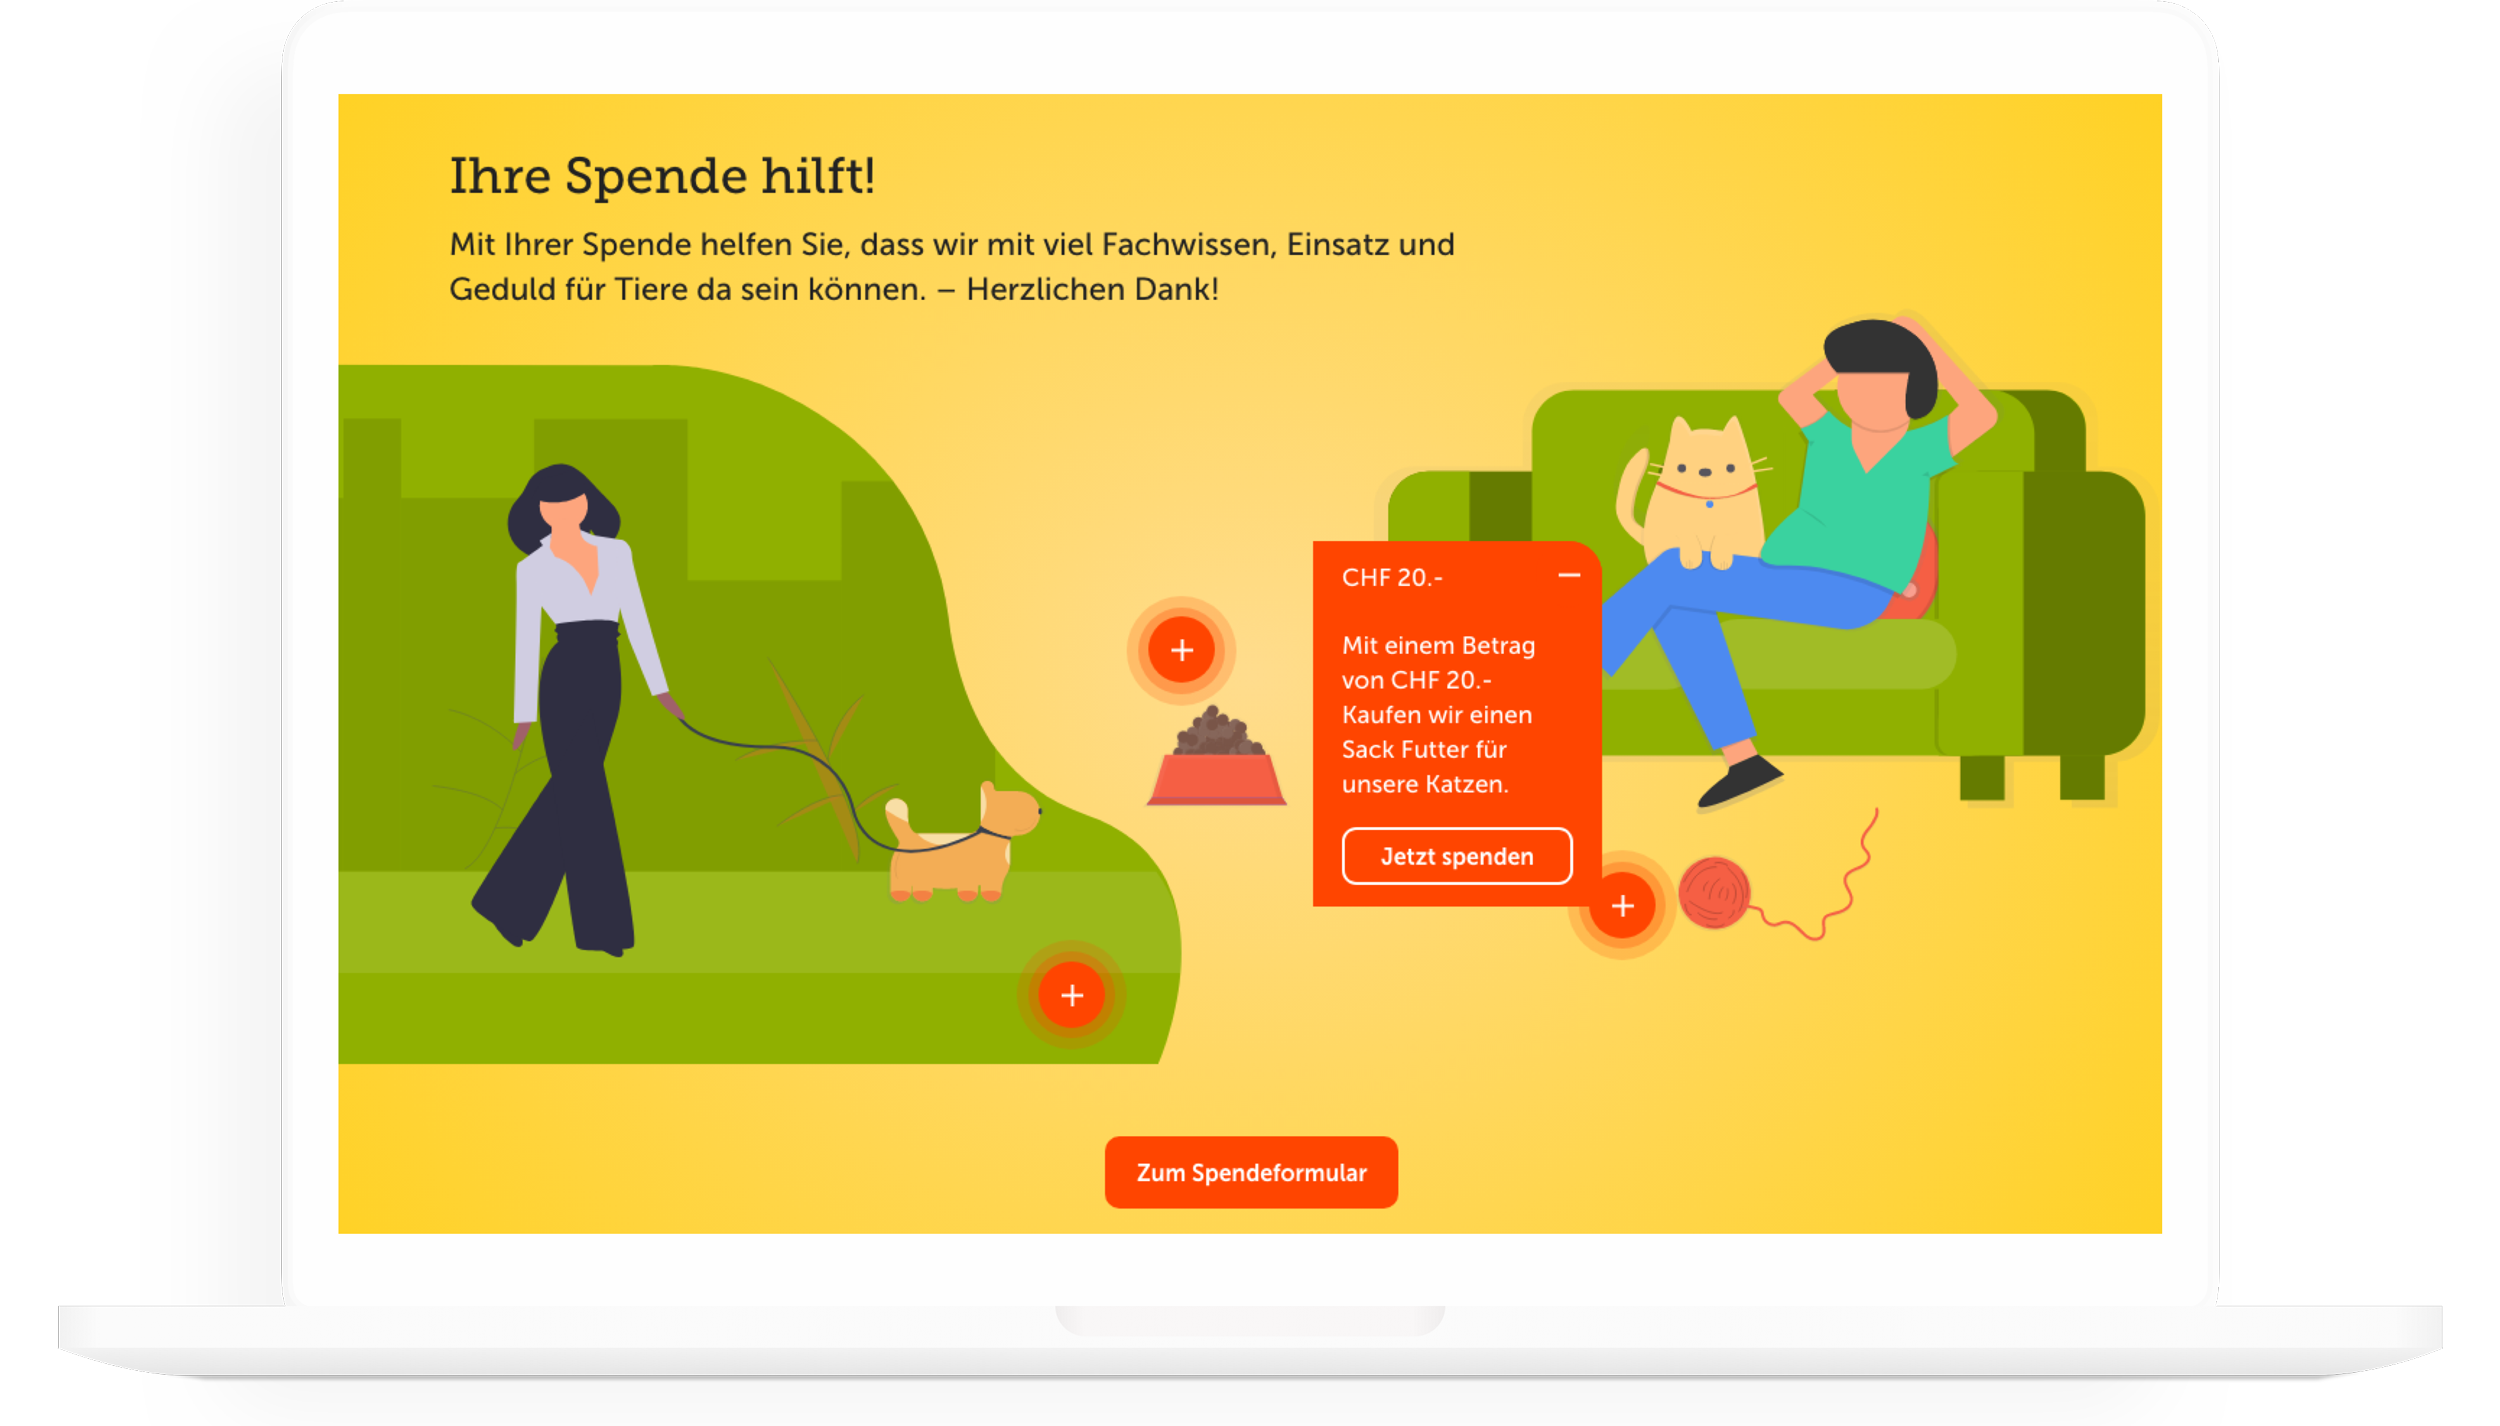 Ihre Spende hilft!
Mit Ihrer Spende helfen Sie, dass wir mit viel Fachwissen, Einsatz und
Geduld für Tiere da sein können. – Herzlichen Dank!
CHF 20.-
Mit einem Betrag
von CHF 20.-
Kaufen wir einen
Sack Futter für
unsere Katzen.
Jetzt spenden
Zum Spendeformular